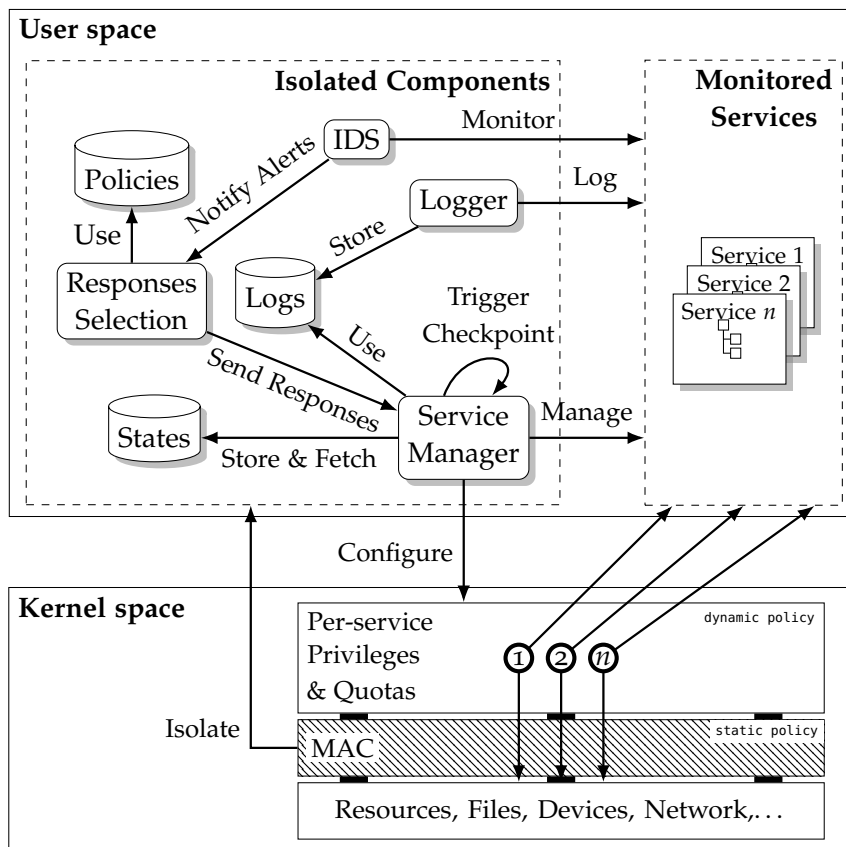 User space
Isolated Components
Monitored
Services
IDS
Monitor
Policies
Notify Alerts
Logger
Log
Use
Store
Responses
Selection
Logs
Trigger
Checkpoint
Service 1
Service 2
Service n
Use
Send Responses
States
Store & Fetch
Service
Manager
Manage
Configure
Kernel space
Per-service
Privileges
& Quotas
dynamic policy
1
2
n
Isolate
MAC
static policy
Resources, Files, Devices, Network,...